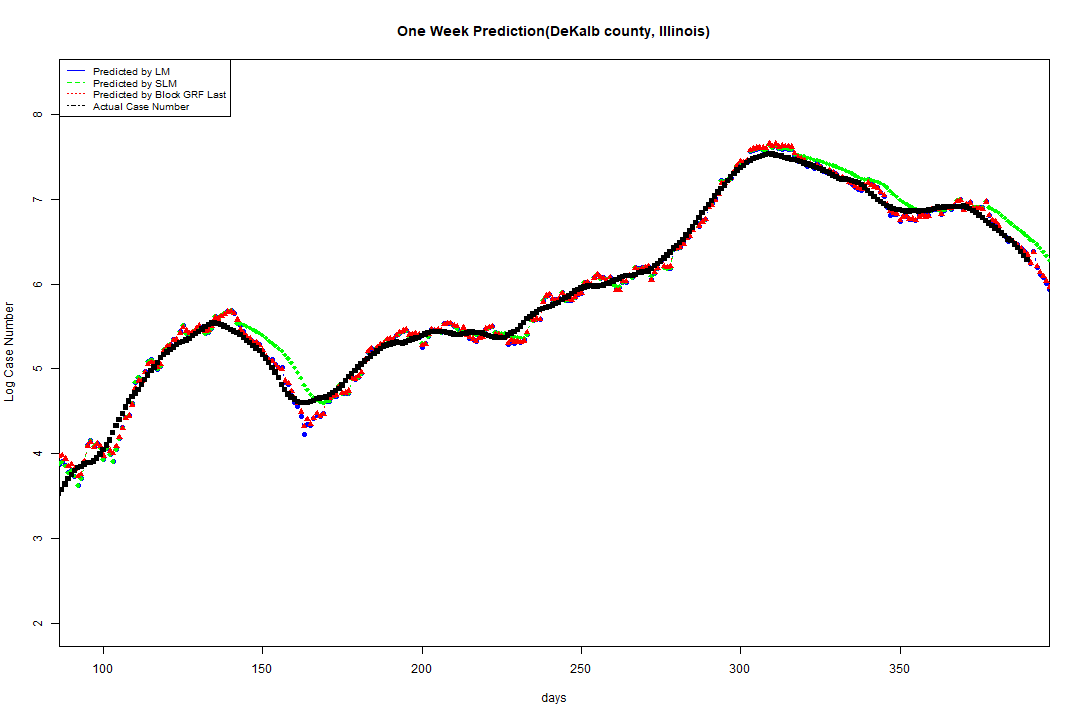 One Week Prediction(DeKalb county, Illinois)
Predicted by LM
Predicted by SLM
Predicted by Block GRF Last
Actual Case Number
Log Case Number
8
7
6
5
4
3
2
100 150 200 250 300 350
days